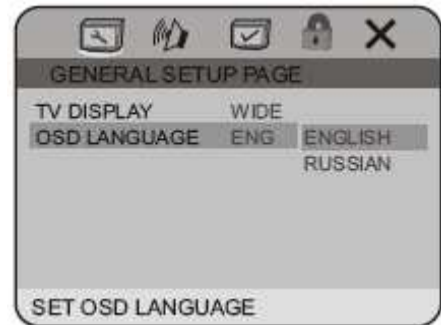 GENERAL SETUP PAGE
TV DISPLAY WIDE
OSD LANGUAGE ENG ENGLISH
RUSSIAN
SET OSD LANGUAGE